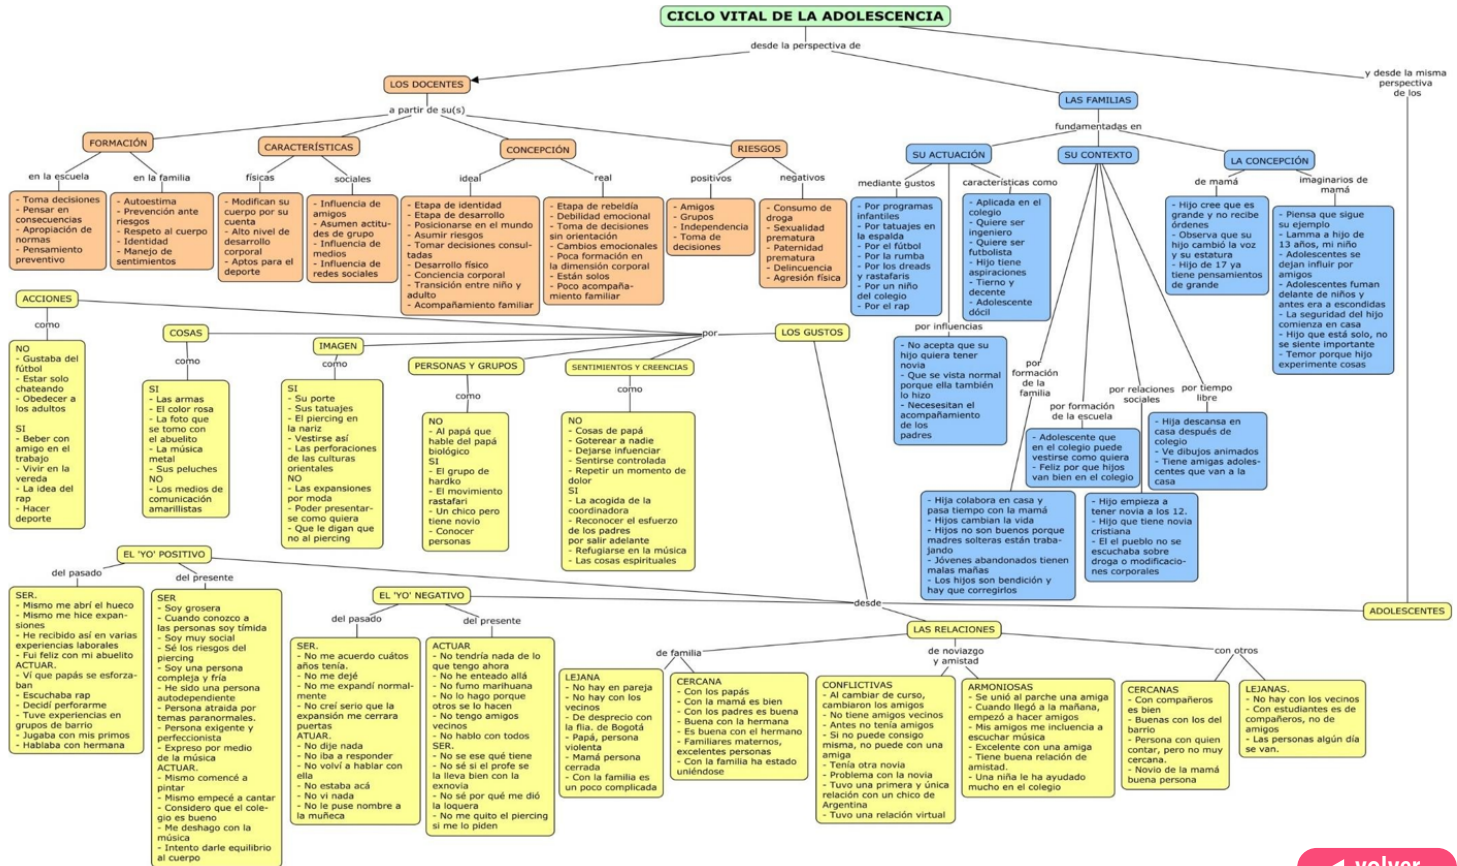 CICLO VITAL DE LA ADOLESCENCIA
desde la perspectiva de
y desde la misma
perspectiva
de los
LOS DOCENTES
a partir de su(s)
FORMACIÓN
en la escuela
- Toma decisiones
- Pensar en
consecuencias
- Apropiación de
normas
- Pensamiento
preventivo
en la familia
- Autoestima
- Prevención ante
riesgos
- Respeto al cuerpo
- Identidad
- Manejo de
sentimientos
CARACTERÍSTICAS
físicas
- Modifican su
cuerpo por su
cuenta
- Alto nivel de
desarrollo
corporal
- Aptos para el
deporte
sociales
- Influencia de
amigos
- Asumen actitu-
des de grupo
- Influencia de
medios
- Influencia de
redes sociales
CONCEPCIÓN
ideal
- Etapa de identidad
- Etapa de desarrollo
- Posicionarse en el mundo
- Asumir riesgos
- Tomar decisiones consul-
tadas
- Desarrollo físico
- Conciencia corporal
- Transición entre niño y
adulto
- Acompañamiento familiar
real
- Etapa de rebeldía
- Debilidad emocional
- Toma de decisiones
sin orientación
- Cambios emocionales
- Poca formación en
la dimensión corporal
- Están solos
- Poco acompaña-
miento familiar
RIESGOS
positivos
- Amigos
- Grupos
- Independencia
- Toma de
decisiones
negativos
- Consumo de
droga
- Sexualidad
prematura
- Paternidad
prematura
- Delincuencia
- Agresión física
LAS FAMILIAS
fundamentadas en
SU ACTUACIÓN
mediante gustos
- Por programas
infantiles
- Por tatuajes en
la espalda
- Por el fútbol
- Por la rumba
- Por los dreads
y rastafaris
- Por un niño
del colegio
- Por el rap
características como
- Aplicada en el
colegio
- Quiere ser
ingeniero
- Quiere ser
futbolista
- Hijo tiene
aspiraciones
- Tierno y
decente
- Adolescente
dócil
por influencias
- No acepta que su
hijo quiera tener
novia
- Que se vista normal
porque ella también
lo hizo
- Necesesitan el
acompañamiento
de los
padres
SU CONTEXTO
por
formación
de la
familia
- Hija colabora en casa y
pasa tiempo con la mamá
- Hijos cambian la vida
- Hijos no son buenos porque
madres solteras están traba-
jando
- Jóvenes abandonados tienen
malas mañas
- Los hijos son bendición y
hay que corregirlos
por formación
de la escuela
- Adolescente que
en el colegio puede
vestirse como quiera
- Feliz por que hijos
van bien en el colegio
por relaciones
sociales
- Hijo empieza a
tener novia a los 12.
- Hijo que tiene novia
cristiana
- El el pueblo no se
escuchaba sobre
droga o modificacio-
nes corporales
por tiempo
libre
- Hija descansa en
casa después de
colegio
- Ve dibujos animados
- Tiene amigas adoles-
centes que van a la
casa
LA CONCEPCIÓN
de mamá
- Hijo cree que es
grande y no recibe
órdenes
- Observa que su
hijo cambió la voz
y su estatura
- Hijo de 17 ya
tiene pensamientos
de grande
imaginarios de
mamá
- Piensa que sigue
su ejemplo
- Lamma a hijo de
13 años, mi niño
- Adolescentes se
dejan influir por
amigos
- Adolescentes fuman
delante de niños y
antes era a escondidas
- La seguridad del hijo
comienza en casa
- Hijo que está solo, no
se siente importante
- Temor porque hijo
experimente cosas
ADOLESCENTES
desde
LOS GUSTOS
por
ACCIONES
como
NO
- Gustaba del
fútbol
- Estar solo
chateando
- Obedecer a
los adultos
SI
- Beber con
amigo en el
trabajo
- Vivir en la
vereda
- La idea del
rap
- Hacer
deporte
COSAS
como
SI
- Las armas
- El color rosa
- La foto que
se tomo con
el abuelito
- La música
metal
- Sus peluches
NO
- Los medios de
comunicación
amarillistas
IMAGEN
como
SI
- Su porte
- Sus tatuajes
- El piercing en
la nariz
- Vestirse así
- Las perforaciones
de las culturas
orientales
NO
- Las expansiones
por moda
- Poder presentar-
se como quiera
- Que le digan que
no al piercing
PERSONAS Y GRUPOS
como
NO
- Al papá que
hable del papá
biológico
SI
- El grupo de
hardko
- El movimiento
rastafari
- Un chico pero
tiene novio
- Conocer
personas
SENTIMIENTOS Y CREENCIAS
como
NO
- Cosas de papá
- Goterear a nadie
- Dejarse infuenciar
- Sentirse controlada
- Repetir un momento de
dolor
SI
- La acogida de la
coordinadora
- Reconocer el esfuerzo
de los padres
por salir adelante
- Refugiarse en la música
- Las cosas espirituales
EL 'YO' POSITIVO
del pasado
SER.
- Mismo me abrí el hueco
- Mismo me hice expan-
siones
- He recibido así en varias
experiencias laborales
- Fui feliz con mi abuelito
ACTUAR.
- Ví que papás se esforza-
ban
- Escuchaba rap
- Decidí perforarme
- Tuve experiencias en
grupos de barrio
- Jugaba con mis primos
- Hablaba con hermana
del presente
SER
- Soy grosera
- Cuando conozco a
las personas soy tímida
- Soy muy social
- Sé los riesgos del
piercing
- Soy una persona
compleja y fría
- He sido una persona
autodependiente
- Persona atraida por
temas paranormales.
- Persona exigente y
perfeccionista
- Expreso por medio
de la música
ACTUAR.
- Mismo comencé a
pintar
- Mismo empecé a cantar
- Considero que el cole-
gio es bueno
- Me deshago con la
música
- Intento darle equilibrio
al cuerpo
EL 'YO' NEGATIVO
del pasado
SER.
- No me acuerdo cuátos
años tenía.
- No me dejé
- No me expandí normal-
mente
- No creí serio que la
expansión me cerrara
puertas
ATUAR.
- No dije nada
- No iba a responder
- No volví a hablar con
ella
- No estaba acá
- No vi nada
- No le puse nombre a
la muñeca
del presente
ACTUAR
- No tendría nada de lo
que tengo ahora
- No he enteado allá
- No fumo marihuana
- No lo hago porque
otros se lo hacen
- No tengo amigos
vecinos
- No hablo con todos
SER.
- No se ese qué tiene
- No sé si el profe se
la lleva bien con la
exnovia
- No sé por qué me dió
la loquera
- No me quito el piercing
si me lo piden
LAS RELACIONES
de familia
LEJANA
- No hay en pareja
- No hay con los
vecinos
- De desprecio con
la flia. de Bogotá
- Papá, persona
violenta
- Mamá persona
cerrada
- Con la familia es
un poco complicada
CERCANA
- Con los papás
- Con la mamá es bien
- Con los padres es buena
- Buena con la hermana
- Es buena con el hermano
- Familiares maternos,
excelentes personas
- Con la familia ha estado
uniéndose
de noviazgo
y amistad
CONFLICTIVAS
- Al cambiar de curso,
cambiaron los amigos
- No tiene amigos vecinos
- Antes no tenía amigos
- Si no puede consigo
misma, no puede con una
amiga
- Tenía otra novia
- Problema con la novia
- Tuvo una primera y única
relación con un chico de
Argentina
- Tuvo una relación virtual
ARMONIOSAS
- Se unió al parche una amiga
- Cuando llegó a la mañana,
empezó a hacer amigos
- Mis amigos me incluencia a
escuchar música
- Excelente con una amiga
- Tiene buena relación de
amistad.
- Una niña le ha ayudado
mucho en el colegio
con otros
CERCANAS
- Con compañeros
es bien
- Buenas con los del
barrio
- Persona con quien
contar, pero no muy
cercana.
- Novio de la mamá
buena persona
LEJANAS.
- No hay con los vecinos
- Con estudiantes es de
compañeros, no de
amigos
- Las personas algún día
se van.
volver